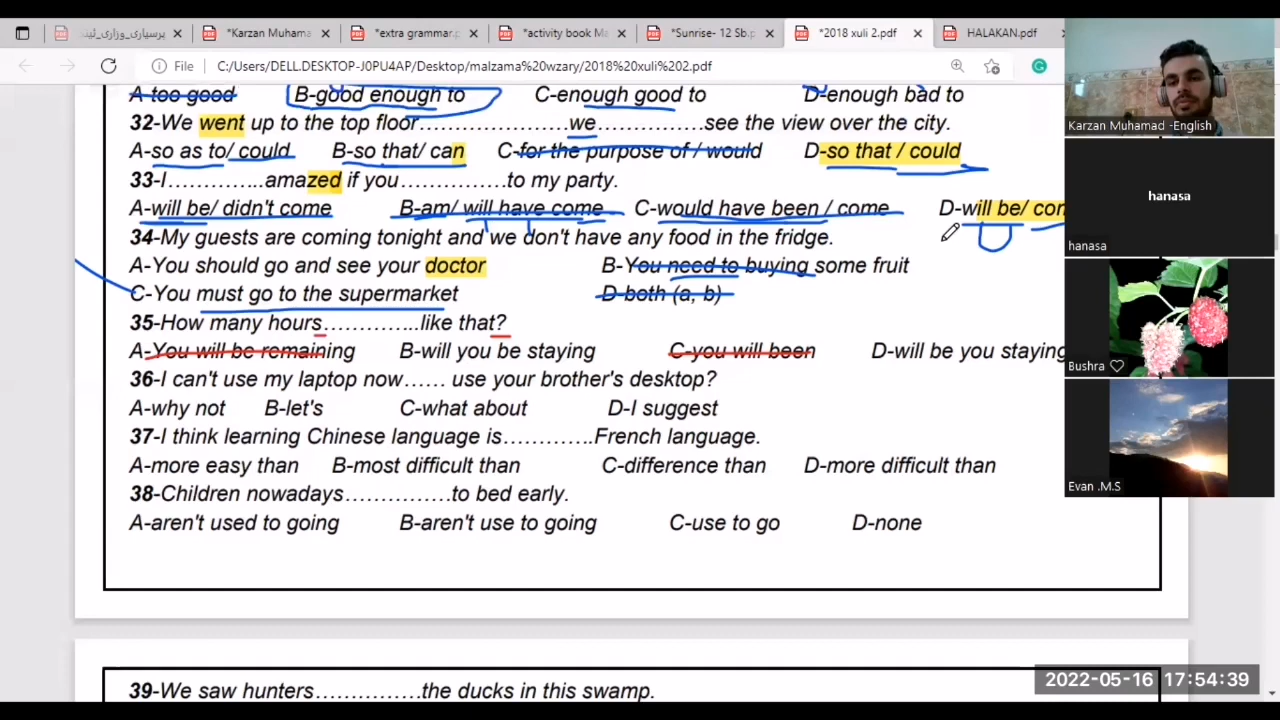 پرسیاری_وزاری_ئینـ
*Karzan Muhama
*extra grammar.p
*activity book Ma
*Sunrise- 12 Sb.p
*2018 xuli 2.pdf
HALAKAN.pdf
File C:/Users/DELL.DESKTOP-J0PU4AP/Desktop/malzama%20wzary/2018%20xuli%202.pdf
A-too good B-good enough to C-enough good to D-enough bad to
32-We went up to the top floor.....................we...............see the view over the city.
A-so as to/ could B-so that/ can C-for the purpose of / would D-so that / could
33-I..............amazed if you...............to my party.
A-will be/ didn't come B-am/ will have come C-would have been / come D-will be/ con
34-My guests are coming tonight and we don't have any food in the fridge.
A-You should go and see your doctor B-You need to buying some fruit
C-You must go to the supermarket D-both (a, b)
35-How many hours..............like that?
A-You will be remaining B-will you be staying C-you will been D-will be you staying
36-I can't use my laptop now...... use your brother's desktop?
A-why not B-let's C-what about D-I suggest
37-I think learning Chinese language is.............French language.
A-more easy than B-most difficult than C-difference than D-more difficult than
38-Children nowadays...............to bed early.
A-aren't used to going B-aren't use to going C-use to go D-none
39-We saw hunters...............the ducks in this swamp.
Karzan Muhamad -English
hanasa
hanasa
Bushra ♡
Evan .M.S
2022-05-16 17:54:39